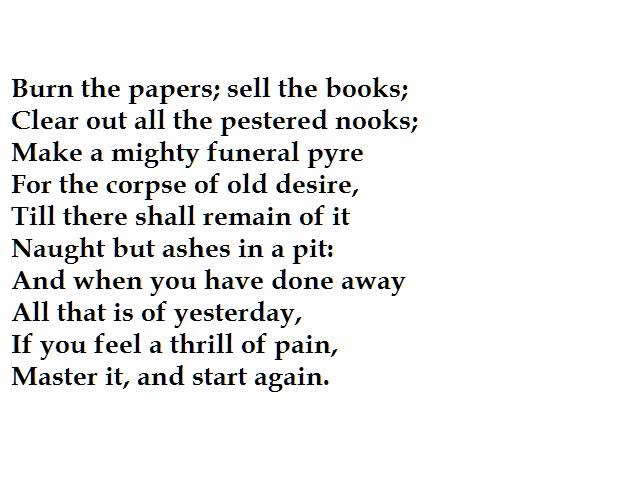 Burn the papers; sell the books;
Clear out all the pestered nooks;
Make a mighty funeral pyre
For the corpse of old desire,
Till there shall remain of it
Naught but ashes in a pit:
And when you have done away
All that is of yesterday,
If you feel a thrill of pain,
Master it, and start again.